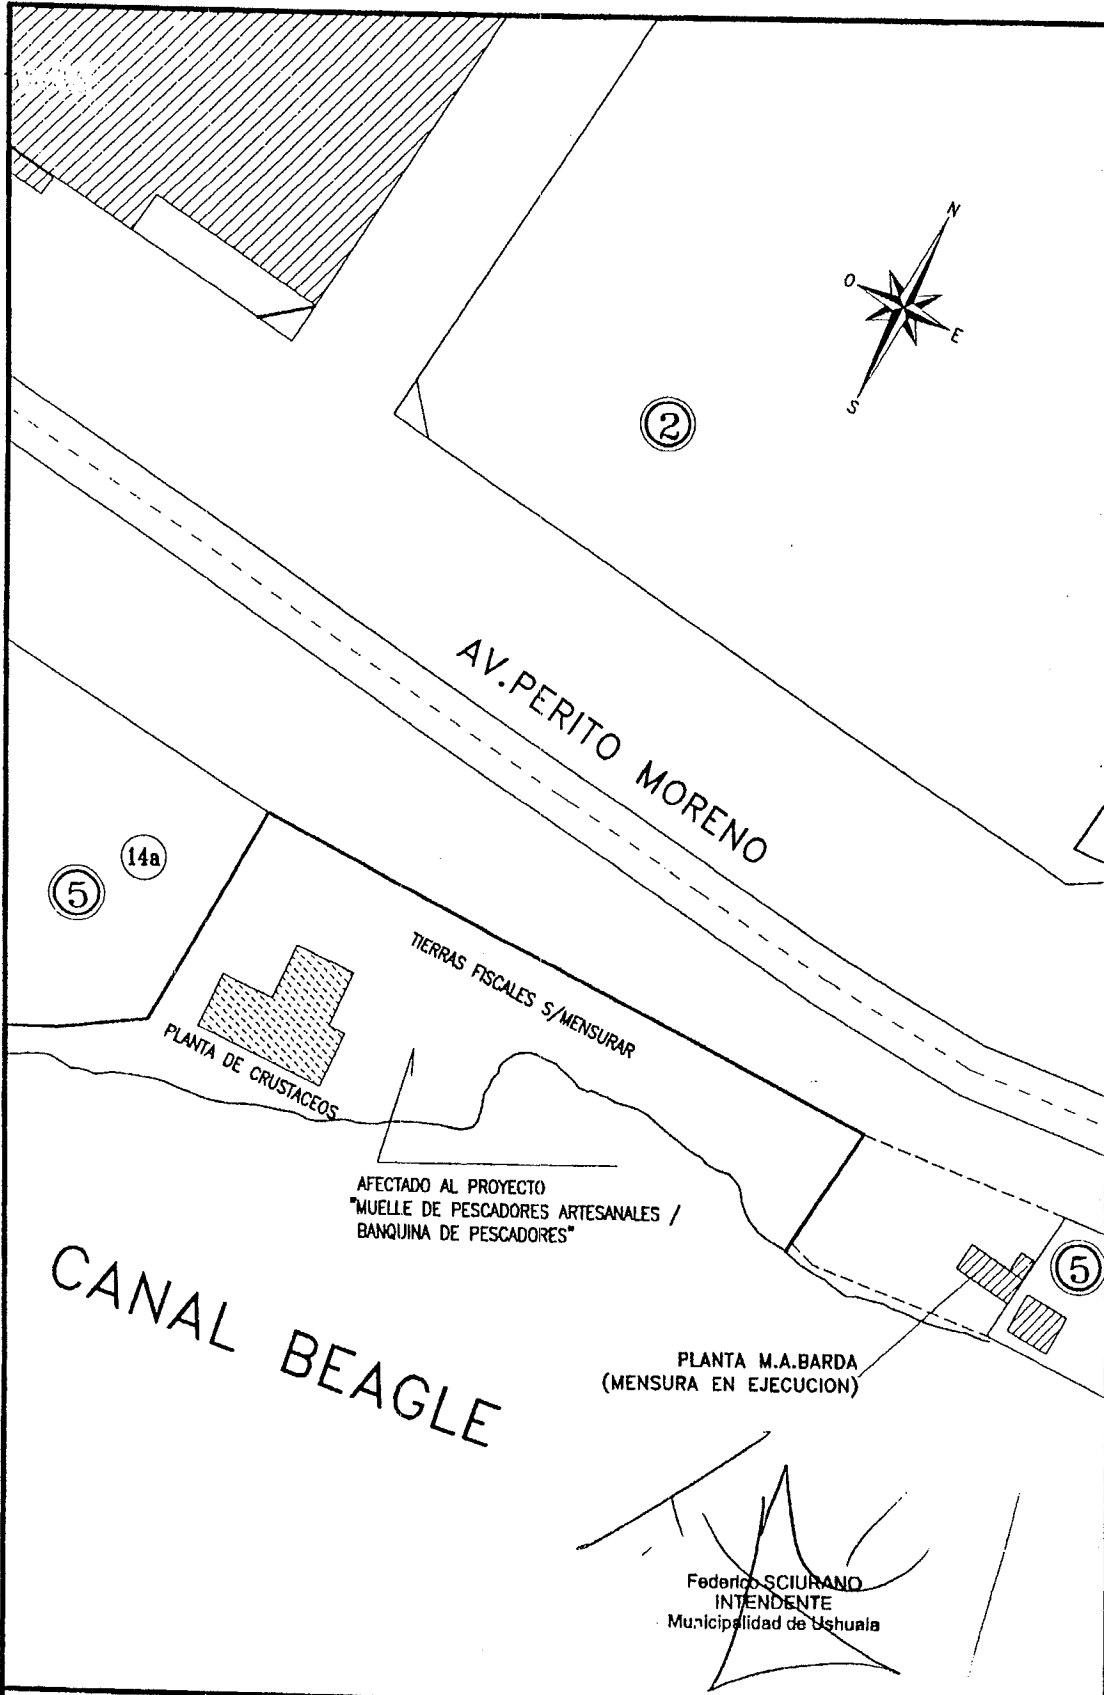 N
O
E
S
2
AV.PERITO MORENO
14a
5
TIERRAS FISCALES S/MENSURAR
PLANTA DE CRUSTACEOS
AFECTADO AL PROYECTO
"MUELLE DE PESCADORES ARTESANALES /
BANQUINA DE PESCADORES"
5
CANAL BEAGLE
PLANTA M.A.BARDA
(MENSURA EN EJECUCION)
Federico SCIURANO
INTENDENTE
Municipalidad de Ushuaia